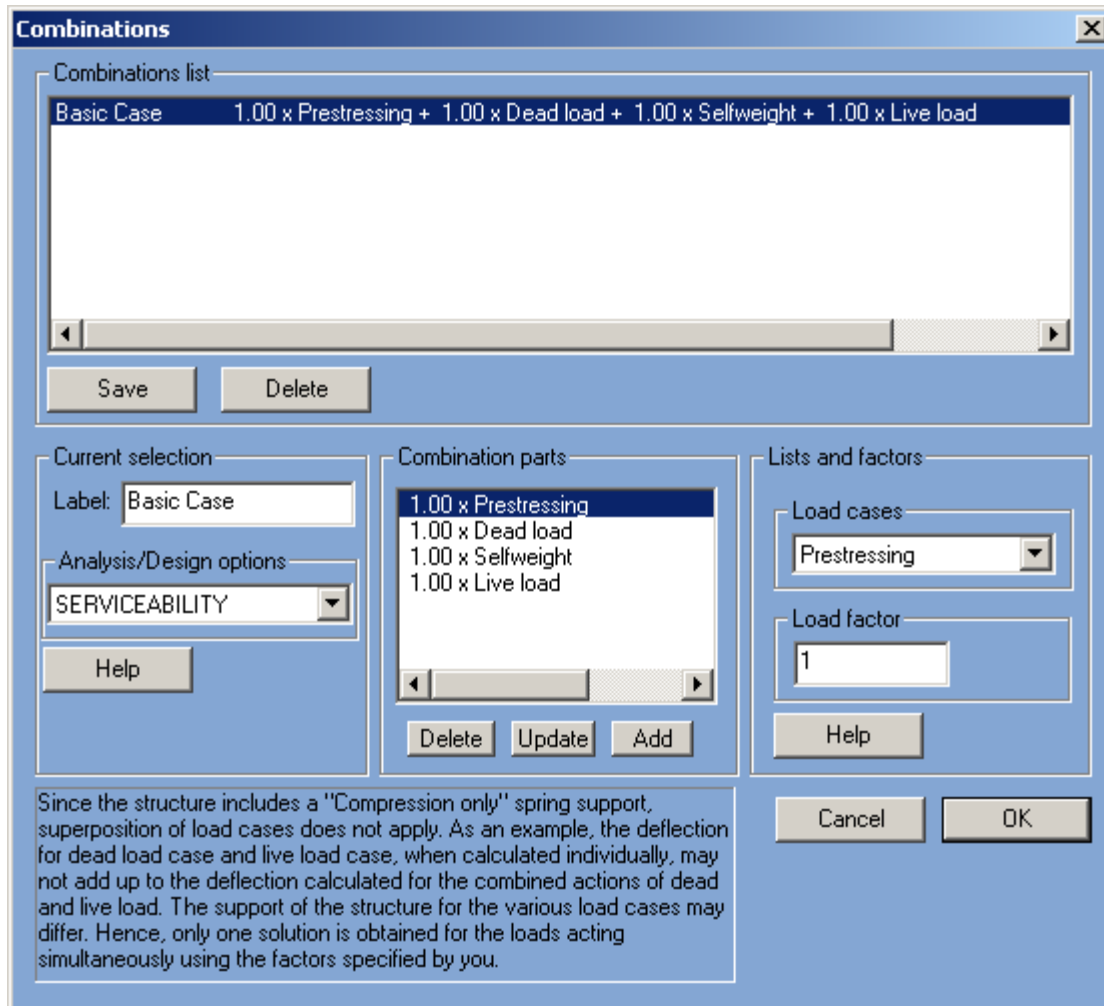 Combinations
Combinations list
Basic Case 1.00 x Prestressing + 1.00 x Dead load + 1.00 x Selfweight + 1.00 x Live load
Save Delete
Current selection
Label: Basic Case
Analysis/Design options
SERVICEABILITY
Help
Combination parts
1.00 x Prestressing
1.00 x Dead load
1.00 x Selfweight
1.00 x Live load
Delete Update Add
Lists and factors
Load cases
Prestressing
Load factor
1
Help
Since the structure includes a "Compression only" spring support,
superposition of load cases does not apply. As an example, the deflection
for dead load case and live load case, when calculated individually, may
not add up to the deflection calculated for the combined actions of dead
and live load. The support of the structure for the various load cases may
differ. Hence, only one solution is obtained for the loads acting
simultaneously using the factors specified by you.
Cancel OK